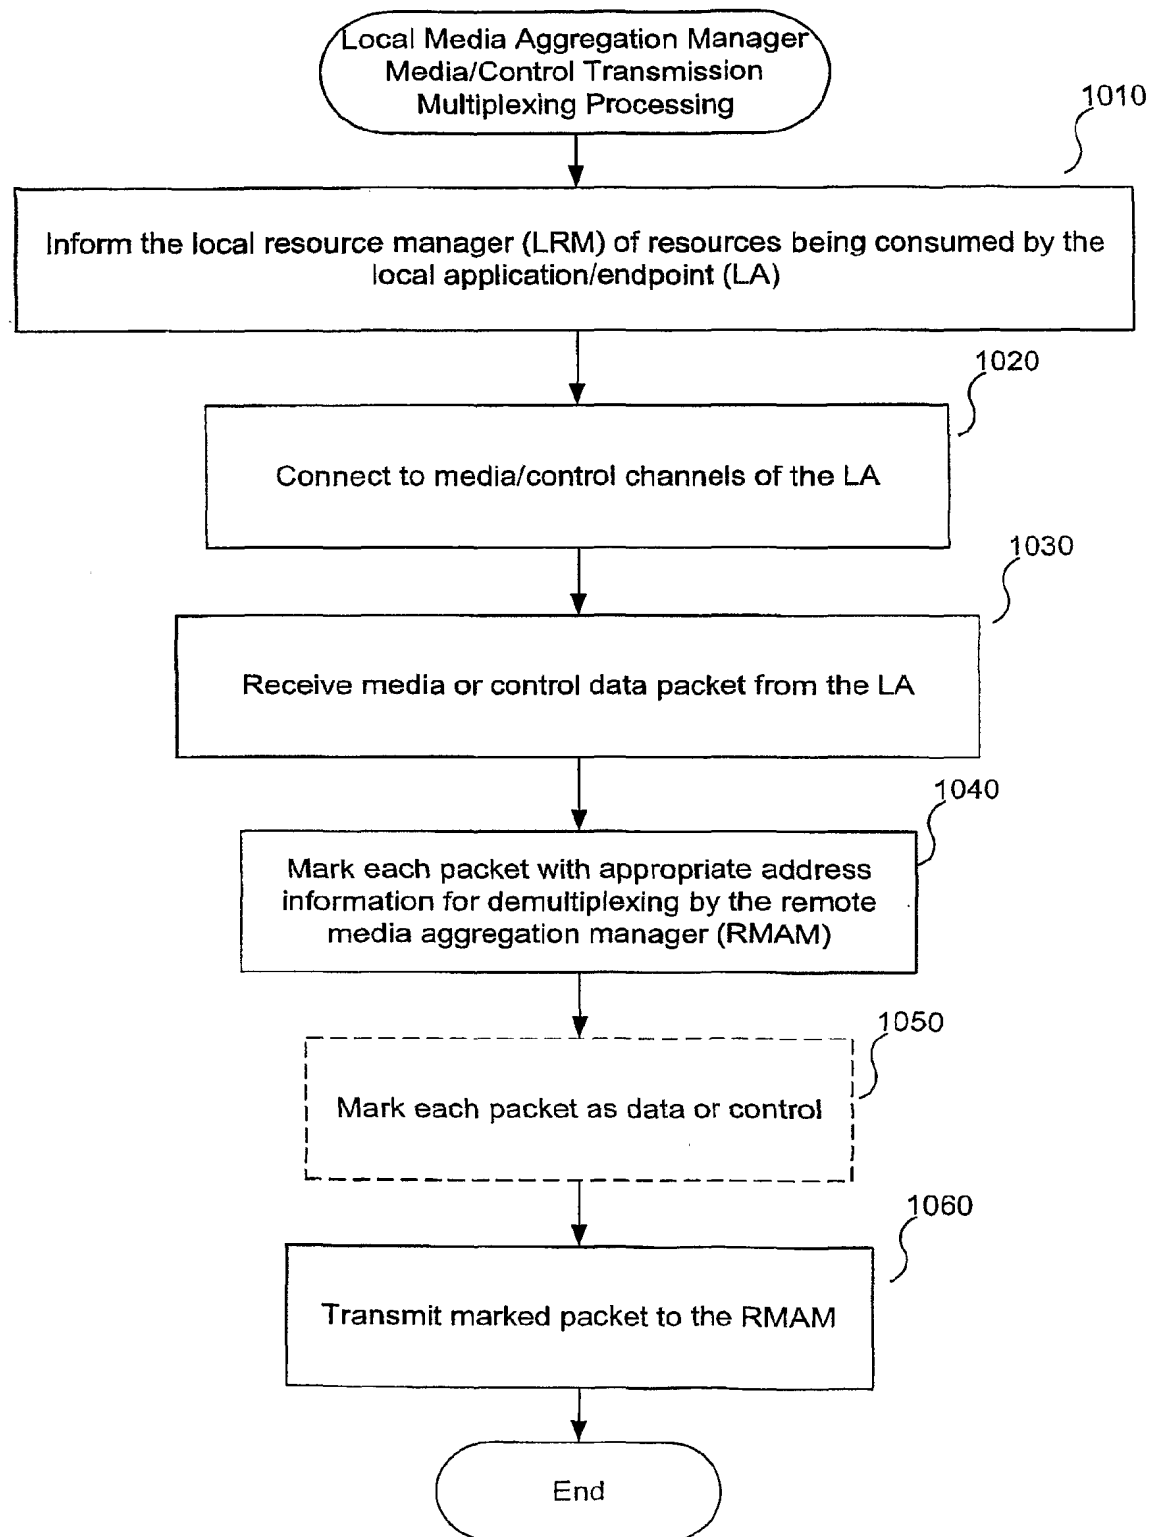 Local Media Aggregation Manager
Media/Control Transmission
Multiplexing Processing
1010
Inform the local resource manager (LRM) of resources being consumed by the
local application/endpoint (LA)
1020
Connect to media/control channels of the LA
1030
Receive media or control data packet from the LA
1040
Mark each packet with appropriate address
information for demultiplexing by the remote
media aggregation manager (RMAM)
1050
Mark each packet as data or control
1060
Transmit marked packet to the RMAM
End